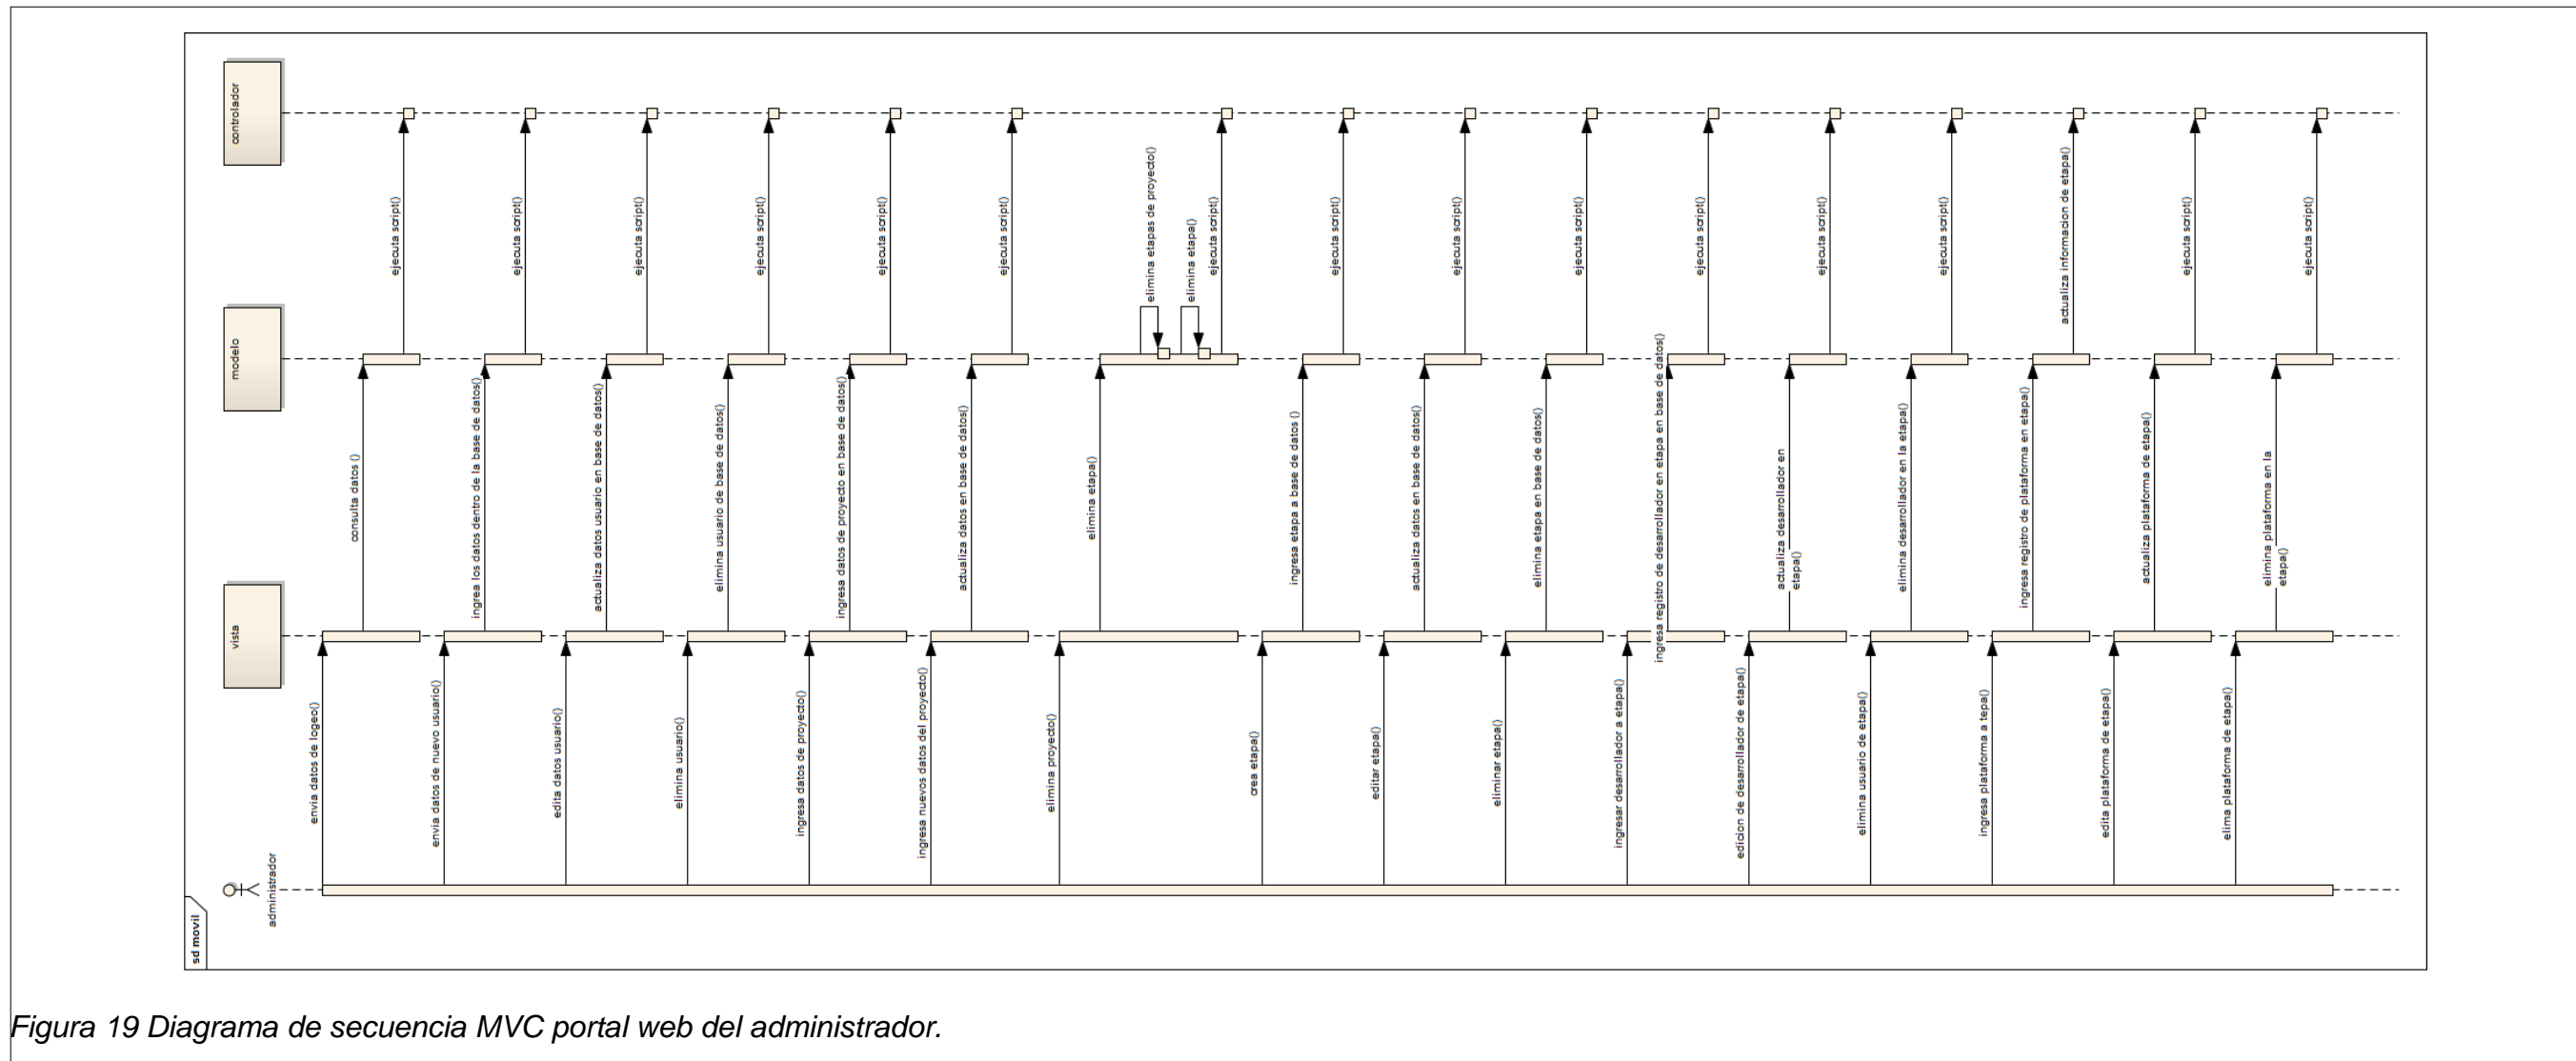 sd movil
administrador
vista
modelo
controlador
envia datos de logeo()
consulta datos ()
ejecuta script()
envia datos de nuevo usuario()
ingrea los datos dentro de la base de datos()
ejecuta script()
edita datos usuario()
actualiza datos usuario en base de datos()
ejecuta script()
elimina usuario()
elimina usuario de base de datos()
ejecuta script()
ingresa datos de proyecto()
ingresa datos de proyecto en base de datos()
ejecuta script()
ingresa nuevos datos del proyecto()
actualiza datos en base de datos()
ejecuta script()
elimina proyecto()
elimina etapa()
elimina etapas de proyecto()
elimina etapa()
ejecuta script()
crea etapa()
ingresa etapa a base de datos ()
ejecuta script()
editar etapa()
actualiza datos en base de datos()
ejecuta script()
eliminar etapa()
elimina etapa en base de datos()
ejecuta script()
ingresar desarrollador a etapa()
ingresa registro de desarrollador en etapa en base de datos()
ejecuta script()
edicion de desarrollador de etapa()
actualiza desarrollador en
etapa()
ejecuta script()
elimina usuario de etapa()
elimina desarrollador en la etapa()
ejecuta script()
ingresa plataforma a tepa()
ingresa registro de plataforma en etapa()
actualiza informacion de etapa()
edita plataforma de etapa()
actualiza plataforma de etapa()
ejecuta script()
elima plataforma de etapa()
elimina plataforma en la
etapa()
ejecuta script()
Figura 19 Diagrama de secuencia MVC portal web del administrador.